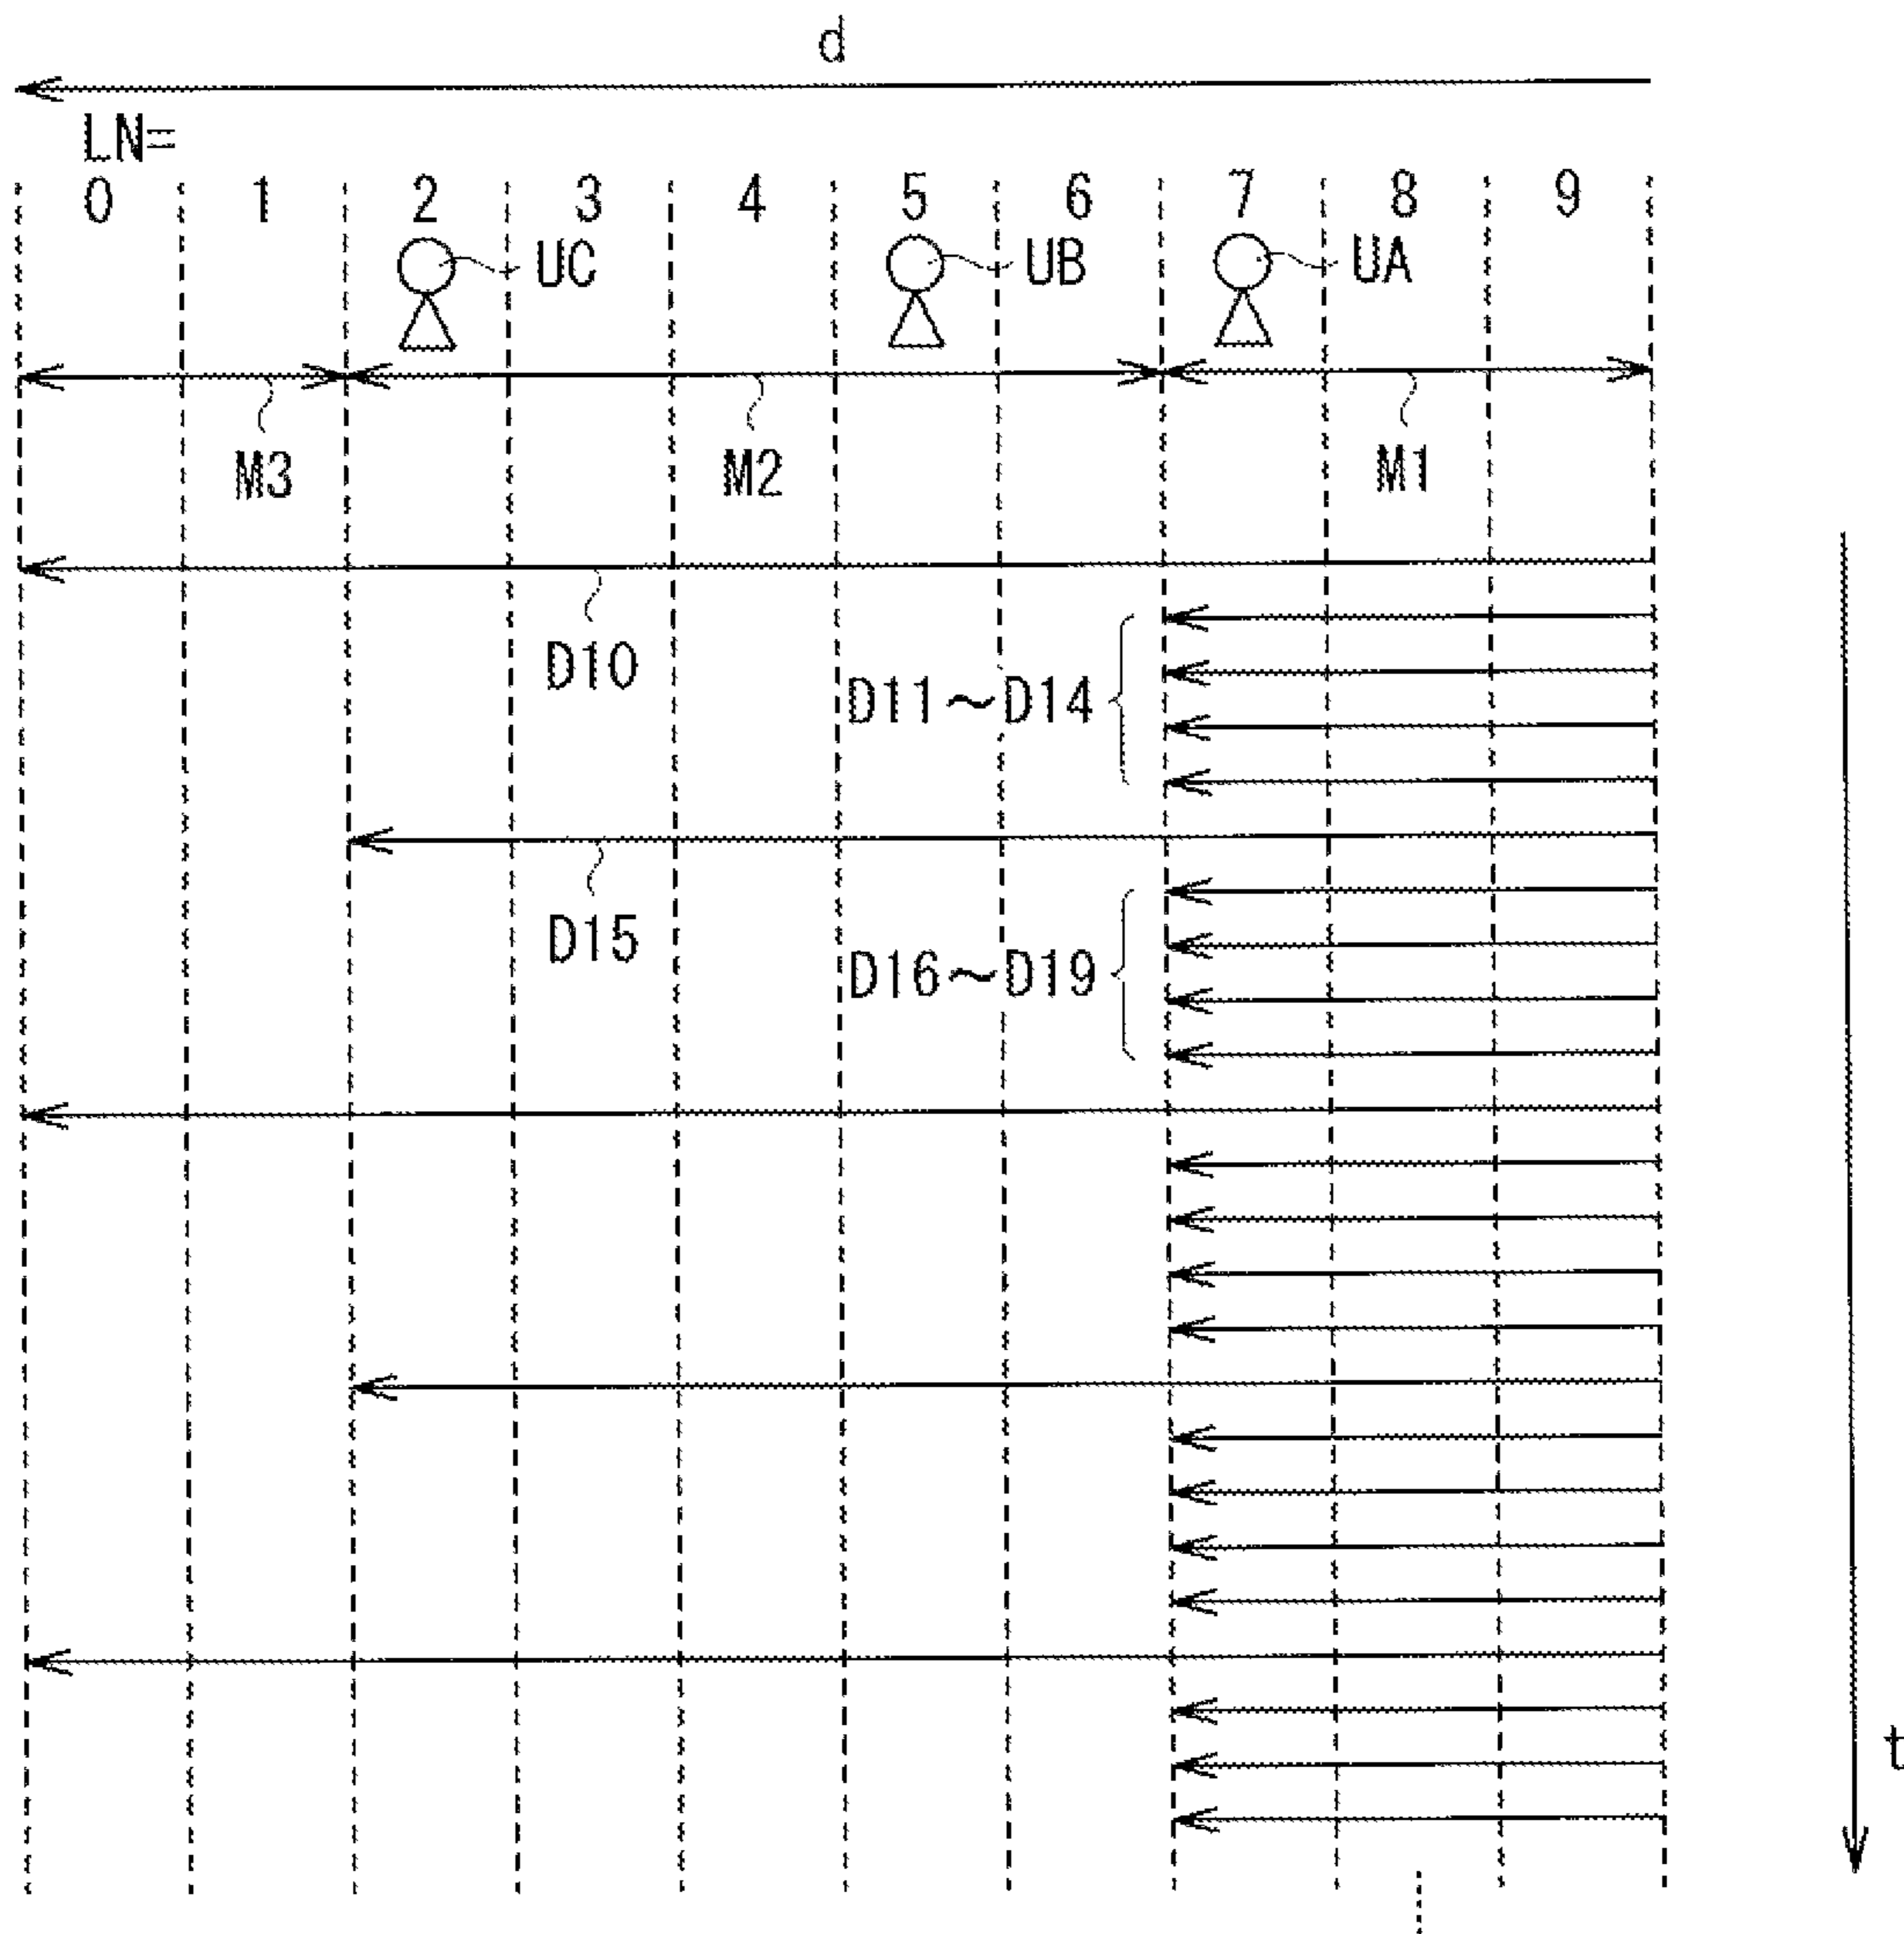 d
LN=
0 1 2 3 4 5 6 7 8 9
UC UB UA
M3 M2 M1
D10
D11～D14
D15
D16～D19
t